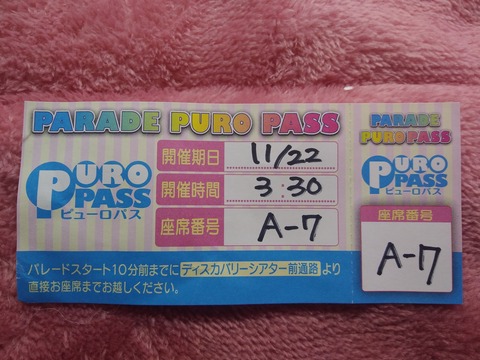 PARADE PURO PASS
PURO PASS
ピューロパス
開催期日 11/22
開催時間 3:30
座席番号 A-7
パレードスタート10分前までにディスカバリーシアター前通路より
直接お座席までお越しください。
PARADE
PURO PASS
PURO
PASS
ピューロパス
座席番号
A-7